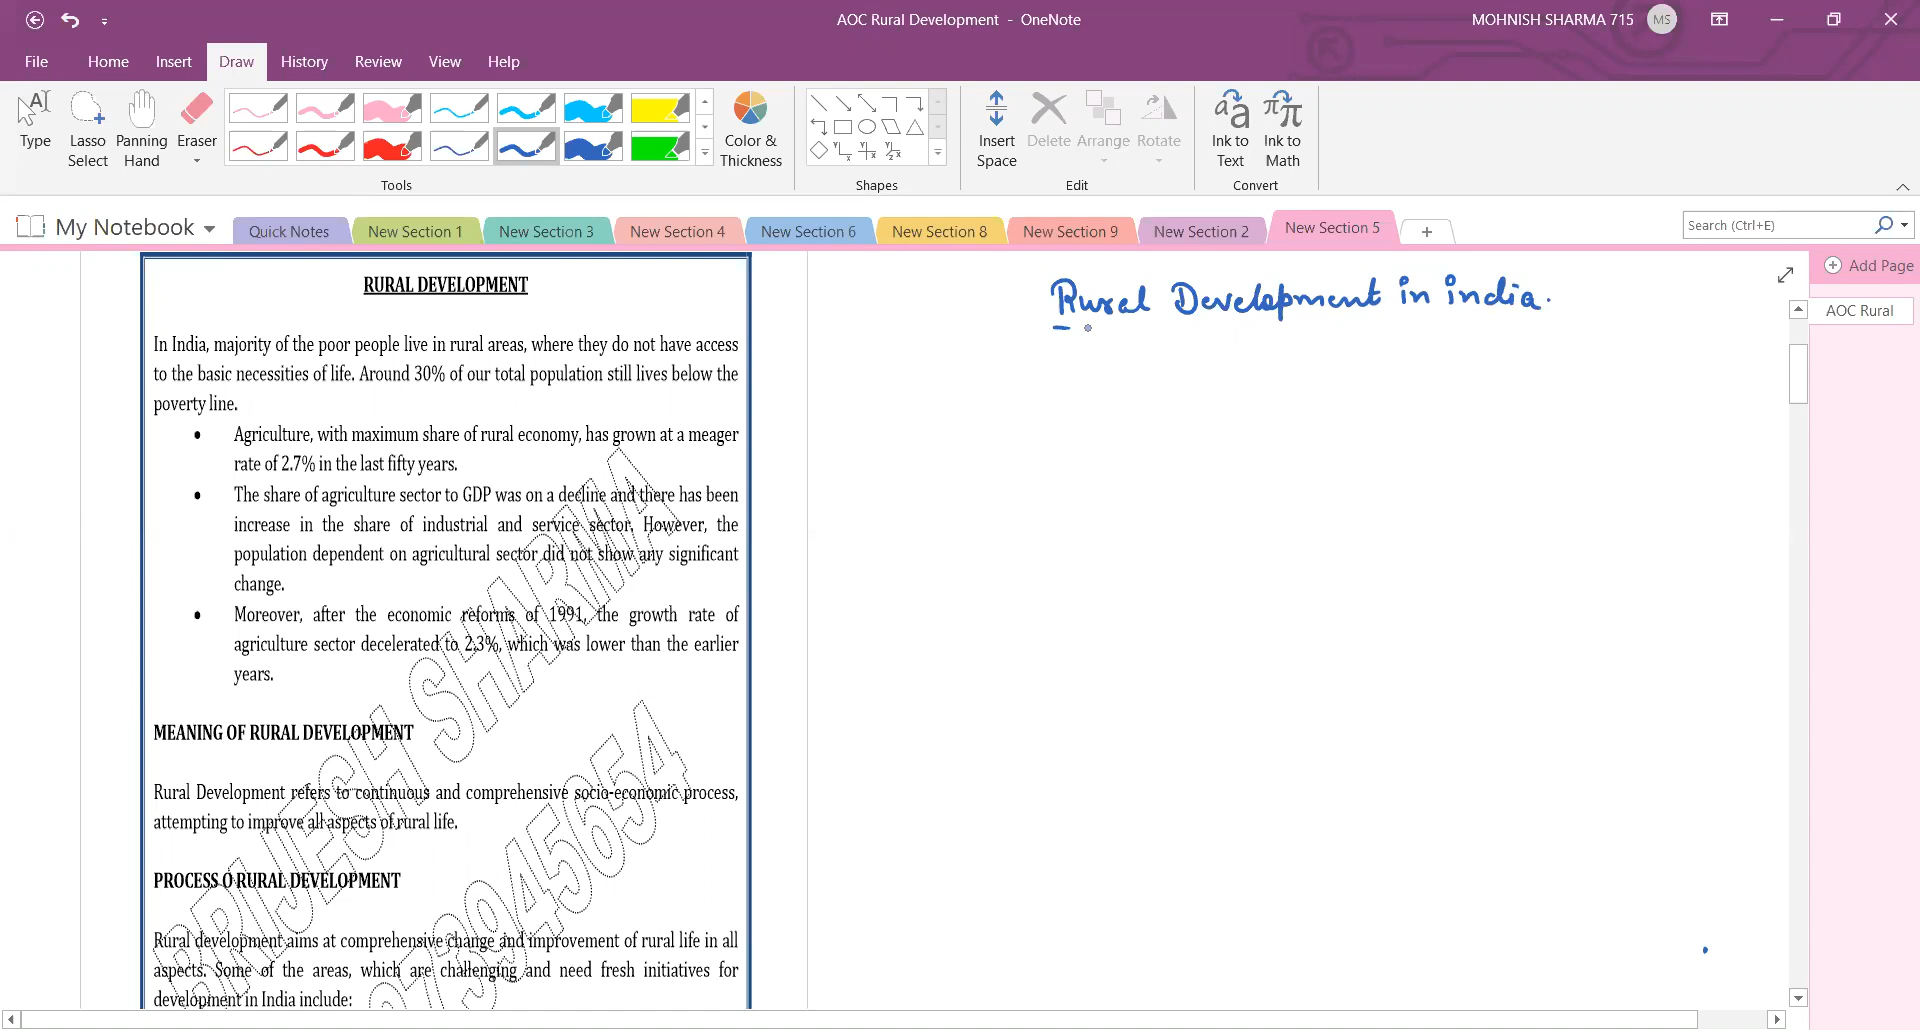 AOC Rural Development - OneNote
MOHNISH SHARMA 715
MS
File
Home
Insert
Draw
History
Review
View
Help
Type
Lasso
Select
Panning
Hand
Eraser
Color &
Thickness
Insert
Space
Delete
Arrange
Rotate
Ink to
Text
Ink to
Math
Tools
Shapes
Edit
Convert
My Notebook
Quick Notes
New Section 1
New Section 3
New Section 4
New Section 6
New Section 8
New Section 9
New Section 2
New Section 5
Search (Ctrl+E)
Add Page
AOC Rural
RURAL DEVELOPMENT
In India, majority of the poor people live in rural areas, where they do not have access
to the basic necessities of life. Around 30% of our total population still lives below the
poverty line.
• Agriculture, with maximum share of rural economy, has grown at a meager
rate of 2.7% in the last fifty years.
• The share of agriculture sector to GDP was on a decline and there has been
increase in the share of industrial and service sector. However, the
population dependent on agricultural sector did not show any significant
change.
• Moreover, after the economic reforms of 1991, the growth rate of
agriculture sector decelerated to 2.3%, which was lower than the earlier
years.
MEANING OF RURAL DEVELOPMENT
Rural Development refers to continuous and comprehensive socio-economic process,
attempting to improve all aspects of rural life.
PROCESS O RURAL DEVELOPMENT
Rural development aims at comprehensive change and improvement of rural life in all
aspects. Some of the areas, which are challenging and need fresh initiatives for
development in India include:
BRIJESH SHARMA
9873945654
Rural Development in india.